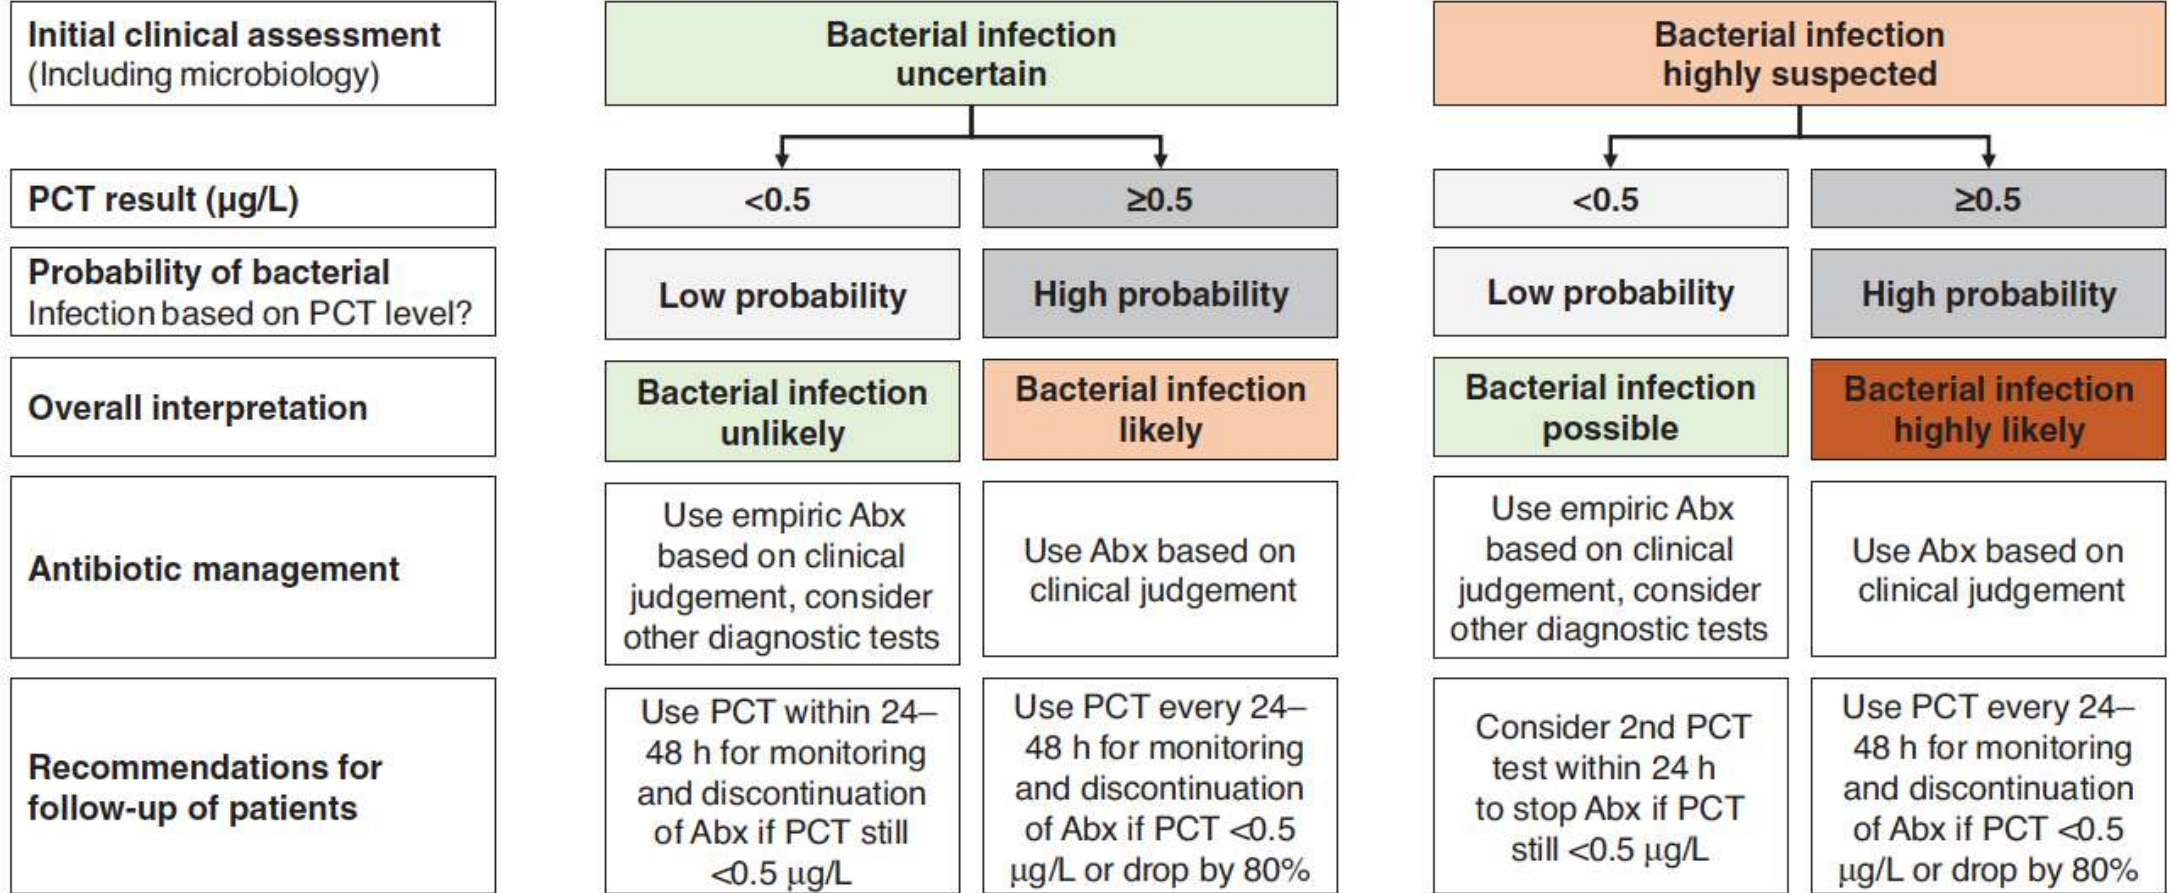 Initial clinical assessment
(Including microbiology)
Bacterial infection
uncertain
Bacterial infection
highly suspected
PCT result (µg/L)
<0.5
≥0.5
<0.5
≥0.5
Probability of bacterial
Infection based on PCT level?
Low probability
High probability
Low probability
High probability
Overall interpretation
Bacterial infection
unlikely
Bacterial infection
likely
Bacterial infection
possible
Bacterial infection
highly likely
Antibiotic management
Use empiric Abx
based on clinical
judgement, consider
other diagnostic tests
Use Abx based on
clinical judgement
Use empiric Abx
based on clinical
judgement, consider
other diagnostic tests
Use Abx based on
clinical judgement
Recommendations for
follow-up of patients
Use PCT within 24–
48 h for monitoring
and discontinuation
of Abx if PCT still
<0.5 µg/L
Use PCT every 24–
48 h for monitoring
and discontinuation
of Abx if PCT <0.5
µg/L or drop by 80%
Consider 2nd PCT
test within 24 h
to stop Abx if PCT
still <0.5 µg/L
Use PCT every 24–
48 h for monitoring
and discontinuation
of Abx if PCT <0.5
µg/L or drop by 80%